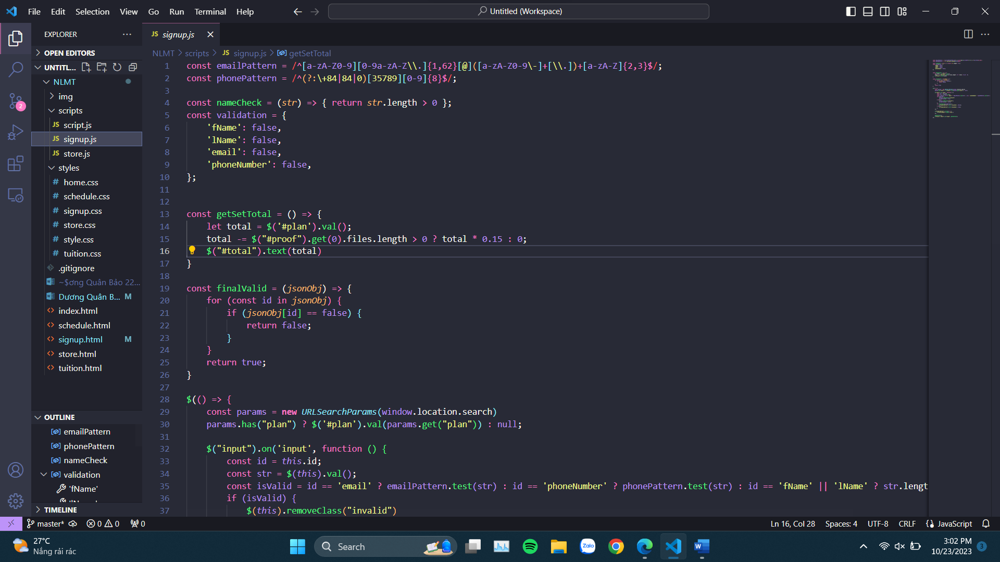 File Edit Selection View Go Run Terminal Help
Untitled (Workspace)
EXPLORER
OPEN EDITORS
UNTITL...
NLMT
img
scripts
JS script.js
JS signup.js
JS store.js
styles
# home.css
# schedule.css
# signup.css
# store.css
# style.css
# tuition.css
.gitignore
~$ơng Quân Bảo 22...
Dương Quân B... M
<> index.html
<> schedule.html
<> signup.html M
<> store.html
<> tuition.html
OUTLINE
emailPattern
phonePattern
nameCheck
validation
'fName'
TIMELINE
2
JS signup.js
NLMT > scripts > JS signup.js > getSetTotal
1 const emailPattern = /^[a-zA-Z0-9][0-9a-zA-Z\\.]{1,62}[@]([a-zA-Z0-9\-]+[\\.])+[a-zA-Z]{2,3}$/;
2 const phonePattern = /^(?:\+84|84|0)[35789][0-9]{8}$/;
3
4 const nameCheck = (str) => { return str.length > 0 };
5 const validation = {
6 'fName': false,
7 'lName': false,
8 'email': false,
9 'phoneNumber': false,
10 };
11
12
13 const getSetTotal = () => {
14 let total = $('#plan').val();
15 total -= $("#proof").get(0).files.length > 0 ? total * 0.15 : 0;
16 $("#total").text(total)
17 }
18
19 const finalValid = (jsonObj) => {
20 for (const id in jsonObj) {
21 if (jsonObj[id] == false) {
22 return false;
23 }
24 }
25 return true;
26 }
27
28 $(() => {
29 const params = new URLSearchParams(window.location.search)
30 params.has("plan") ? $('#plan').val(params.get("plan")) : null;
31
32 $("input").on('input', function () {
33 const id = this.id;
34 const str = $(this).val();
35 const isValid = id == 'email' ? emailPattern.test(str) : id == 'phoneNumber' ? phonePattern.test(str) : id == 'fName' || 'lName' ? str.lengt
36 if (isValid) {
37 $(this).removeClass("invalid")
master* 0 0 0
Ln 16, Col 28 Spaces: 4 UTF-8 CRLF JavaScript
27°C
Nắng rải rác
Search
Zalo
W
3:02 PM
10/23/2023
3